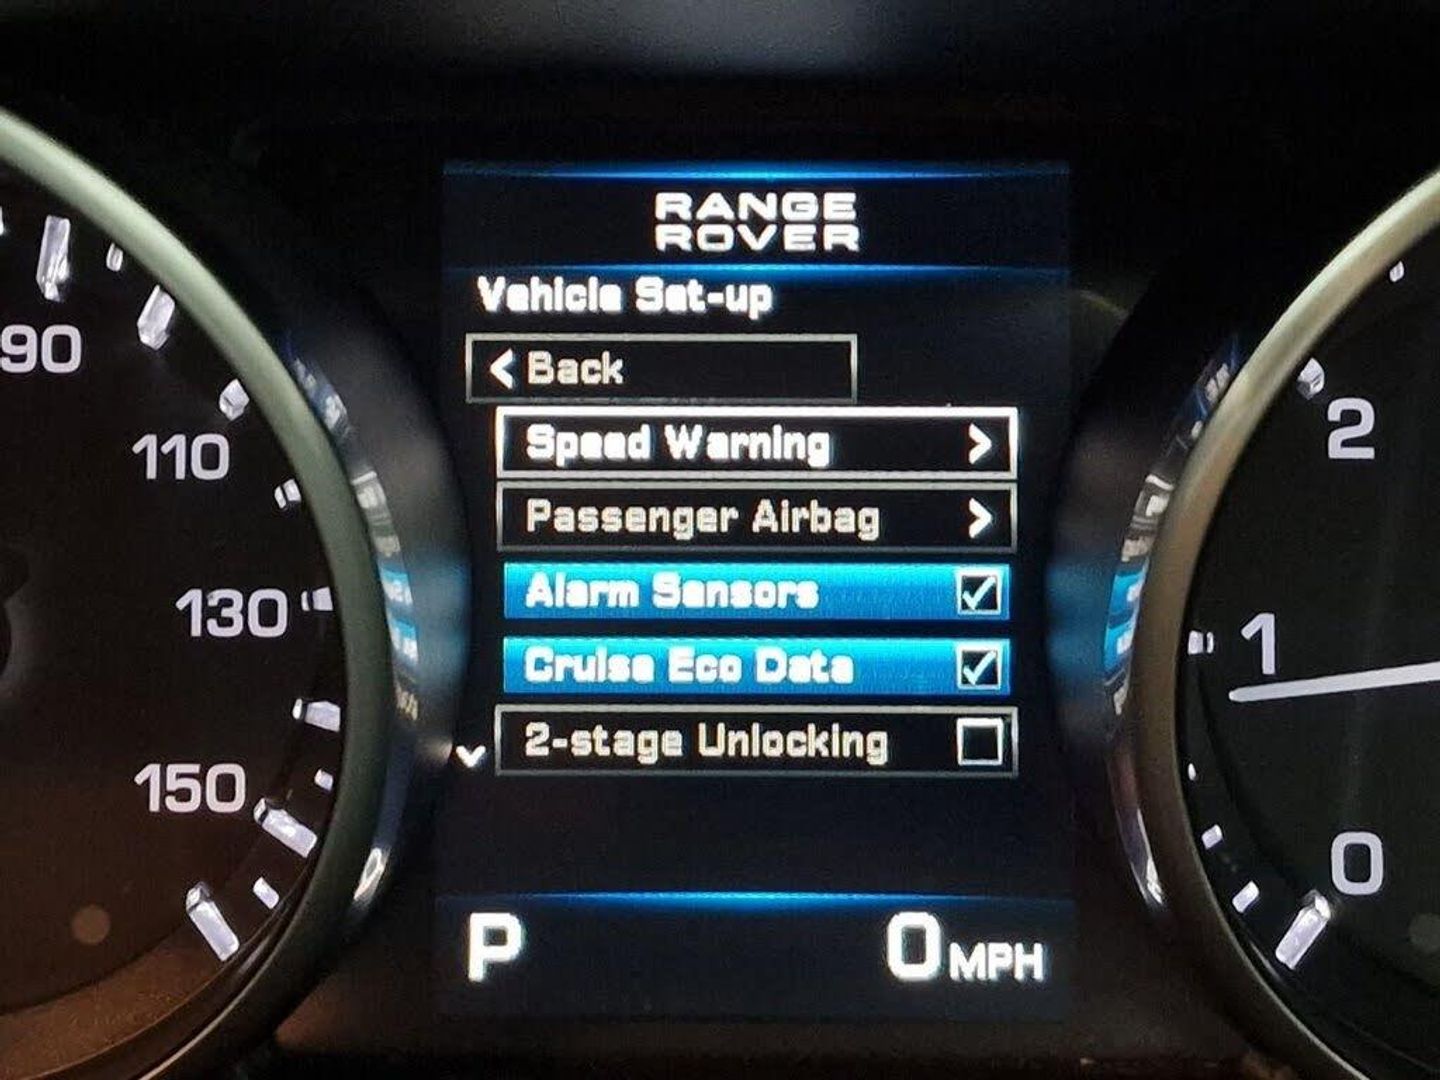 RANGE
ROVER
Vehicle Set-up
Back
Speed Warning
Passenger Airbag
Alarm Sensors
Cruise Eco Data
2-stage Unlocking
P
0 MPH
90
110
130
150
2
1
0